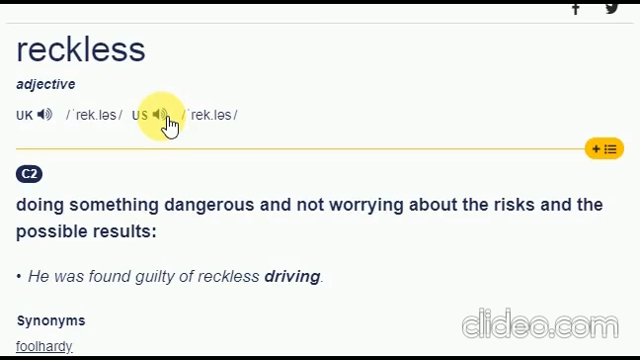 reckless
adjective
UK /ˈrek.ləs/ US /ˈrek.ləs/
C2
doing something dangerous and not worrying about the risks and the
possible results:
• He was found guilty of reckless driving.
Synonyms
foolhardy
clideo.com